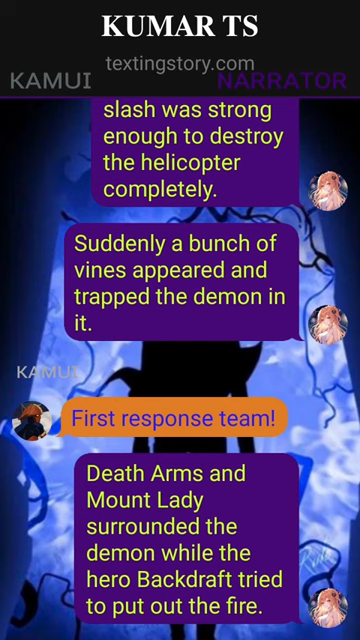 KUMAR TS
textingstory.com
KAMUI
NARRATOR
slash was strong
enough to destroy
the helicopter
completely.
Suddenly a bunch of
vines appeared and
trapped the demon in
it.
KAMUI
First response team!
Death Arms and
Mount Lady
surrounded the
demon while the
hero Backdraft tried
to put out the fire.